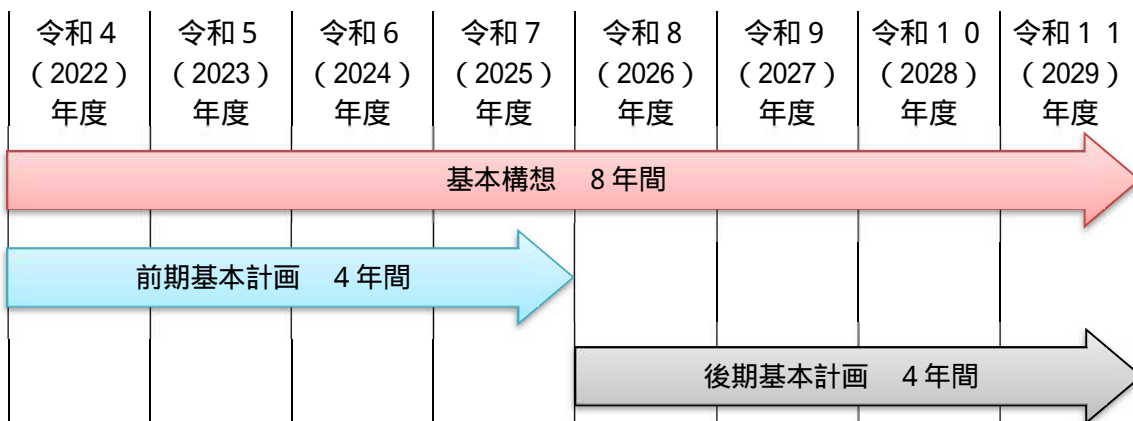 令和４
（2022）
年度
令和５
（2023）
年度
令和６
（2024）
年度
令和７
（2025）
年度
令和８
（2026）
年度
令和９
（2027）
年度
令和１０
（2028）
年度
令和１１
（2029）
年度
基本構想　８年間
前期基本計画　４年間
後期基本計画　４年間